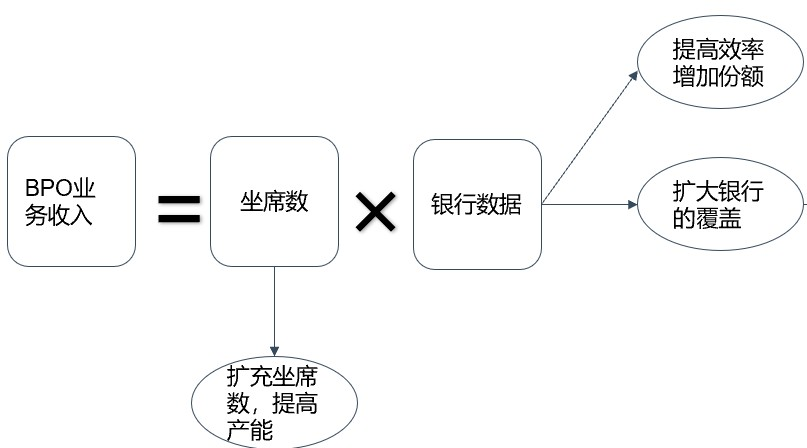 提高效率
增加份额
BPO业
务收入
=
坐席数
×
银行数据
扩大银行
的覆盖
扩充坐席
数，提高
产能